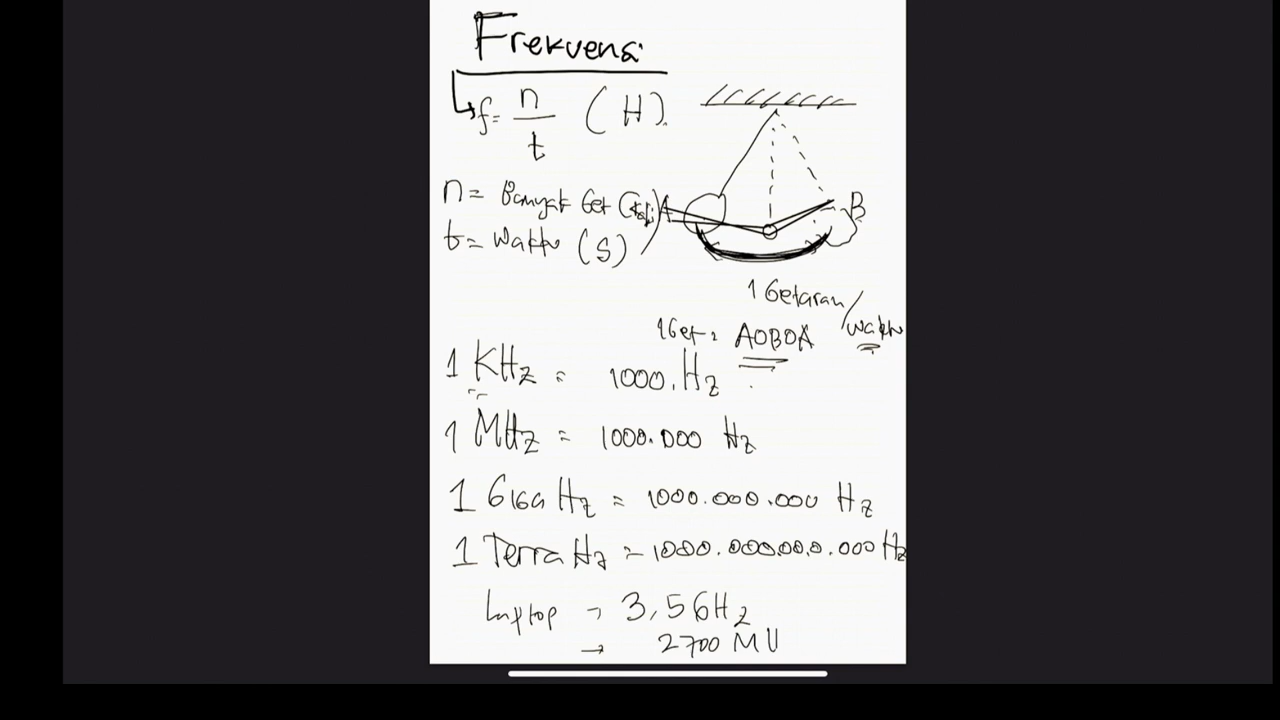 Frekuensi
f = n / t (H).
n = Banyak Get (kali)
A
B
t = Waktu (S)
1 Getaran/waktu
1 Get = AOBOA
1 KHz = 1000.Hz
1 MHz = 1000.000 Hz
1 Giga Hz = 1000.000.000 Hz
1 Terra Hz = 1000.000.000.000 Hz
Laptop → 3,5 GHz
→ 2700 M